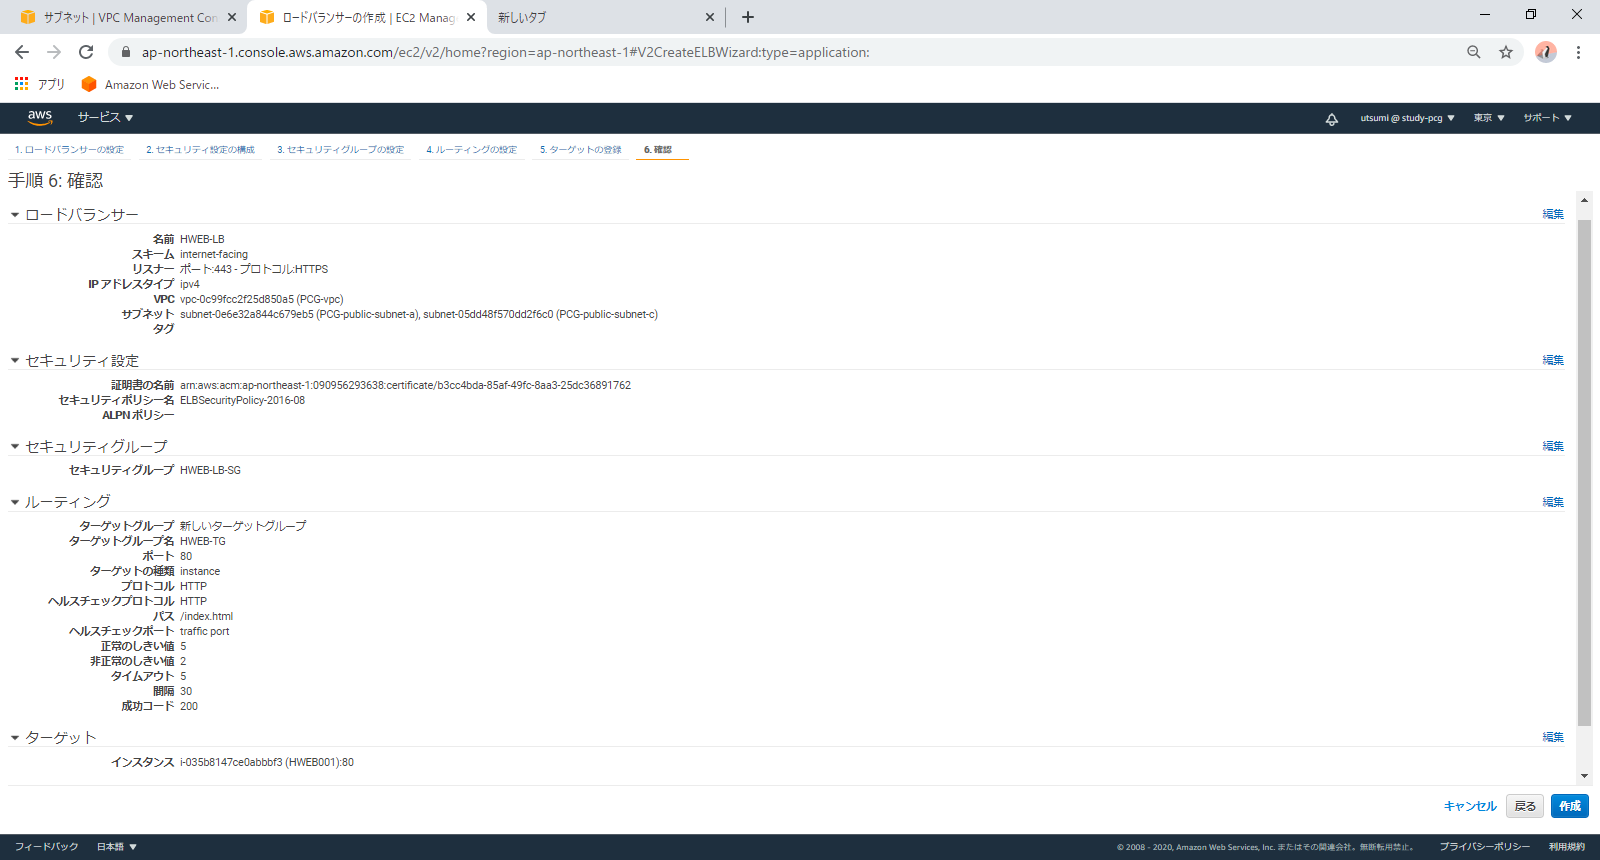 サブネット | VPC Management Con
ロードバランサーの作成 | EC2 Manag
新しいタブ
ap-northeast-1.console.aws.amazon.com/ec2/v2/home?region=ap-northeast-1#V2CreateELBWizard:type=application:
アプリ
Amazon Web Servic...
aws
サービス
utsumi @ study-pcg
東京
サポート
1. ロードバランサーの設定
2. セキュリティ設定の構成
3. セキュリティグループの設定
4. ルーティングの設定
5. ターゲットの登録
6. 確認
手順 6: 確認
ロードバランサー 編集
名前 HWEB-LB
スキーム internet-facing
リスナー ポート:443 - プロトコル:HTTPS
IP アドレスタイプ ipv4
VPC vpc-0c99fcc2f25d850a5 (PCG-vpc)
サブネット subnet-0e6e32a844c679eb5 (PCG-public-subnet-a), subnet-05dd48f570dd2f6c0 (PCG-public-subnet-c)
タグ
セキュリティ設定 編集
証明書の名前 arn:aws:acm:ap-northeast-1:090956293638:certificate/b3cc4bda-85af-49fc-8aa3-25dc36891762
セキュリティポリシー名 ELBSecurityPolicy-2016-08
ALPN ポリシー
セキュリティグループ 編集
セキュリティグループ HWEB-LB-SG
ルーティング 編集
ターゲットグループ 新しいターゲットグループ
ターゲットグループ名 HWEB-TG
ポート 80
ターゲットの種類 instance
プロトコル HTTP
ヘルスチェックプロトコル HTTP
パス /index.html
ヘルスチェックポート traffic port
正常のしきい値 5
非正常のしきい値 2
タイムアウト 5
間隔 30
成功コード 200
ターゲット 編集
インスタンス i-035b8147ce0abbbf3 (HWEB001):80
キャンセル
戻る
作成
フィードバック
日本語
© 2008 - 2020, Amazon Web Services, Inc. またはその関連会社。無断転用禁止。
プライバシーポリシー
利用規約